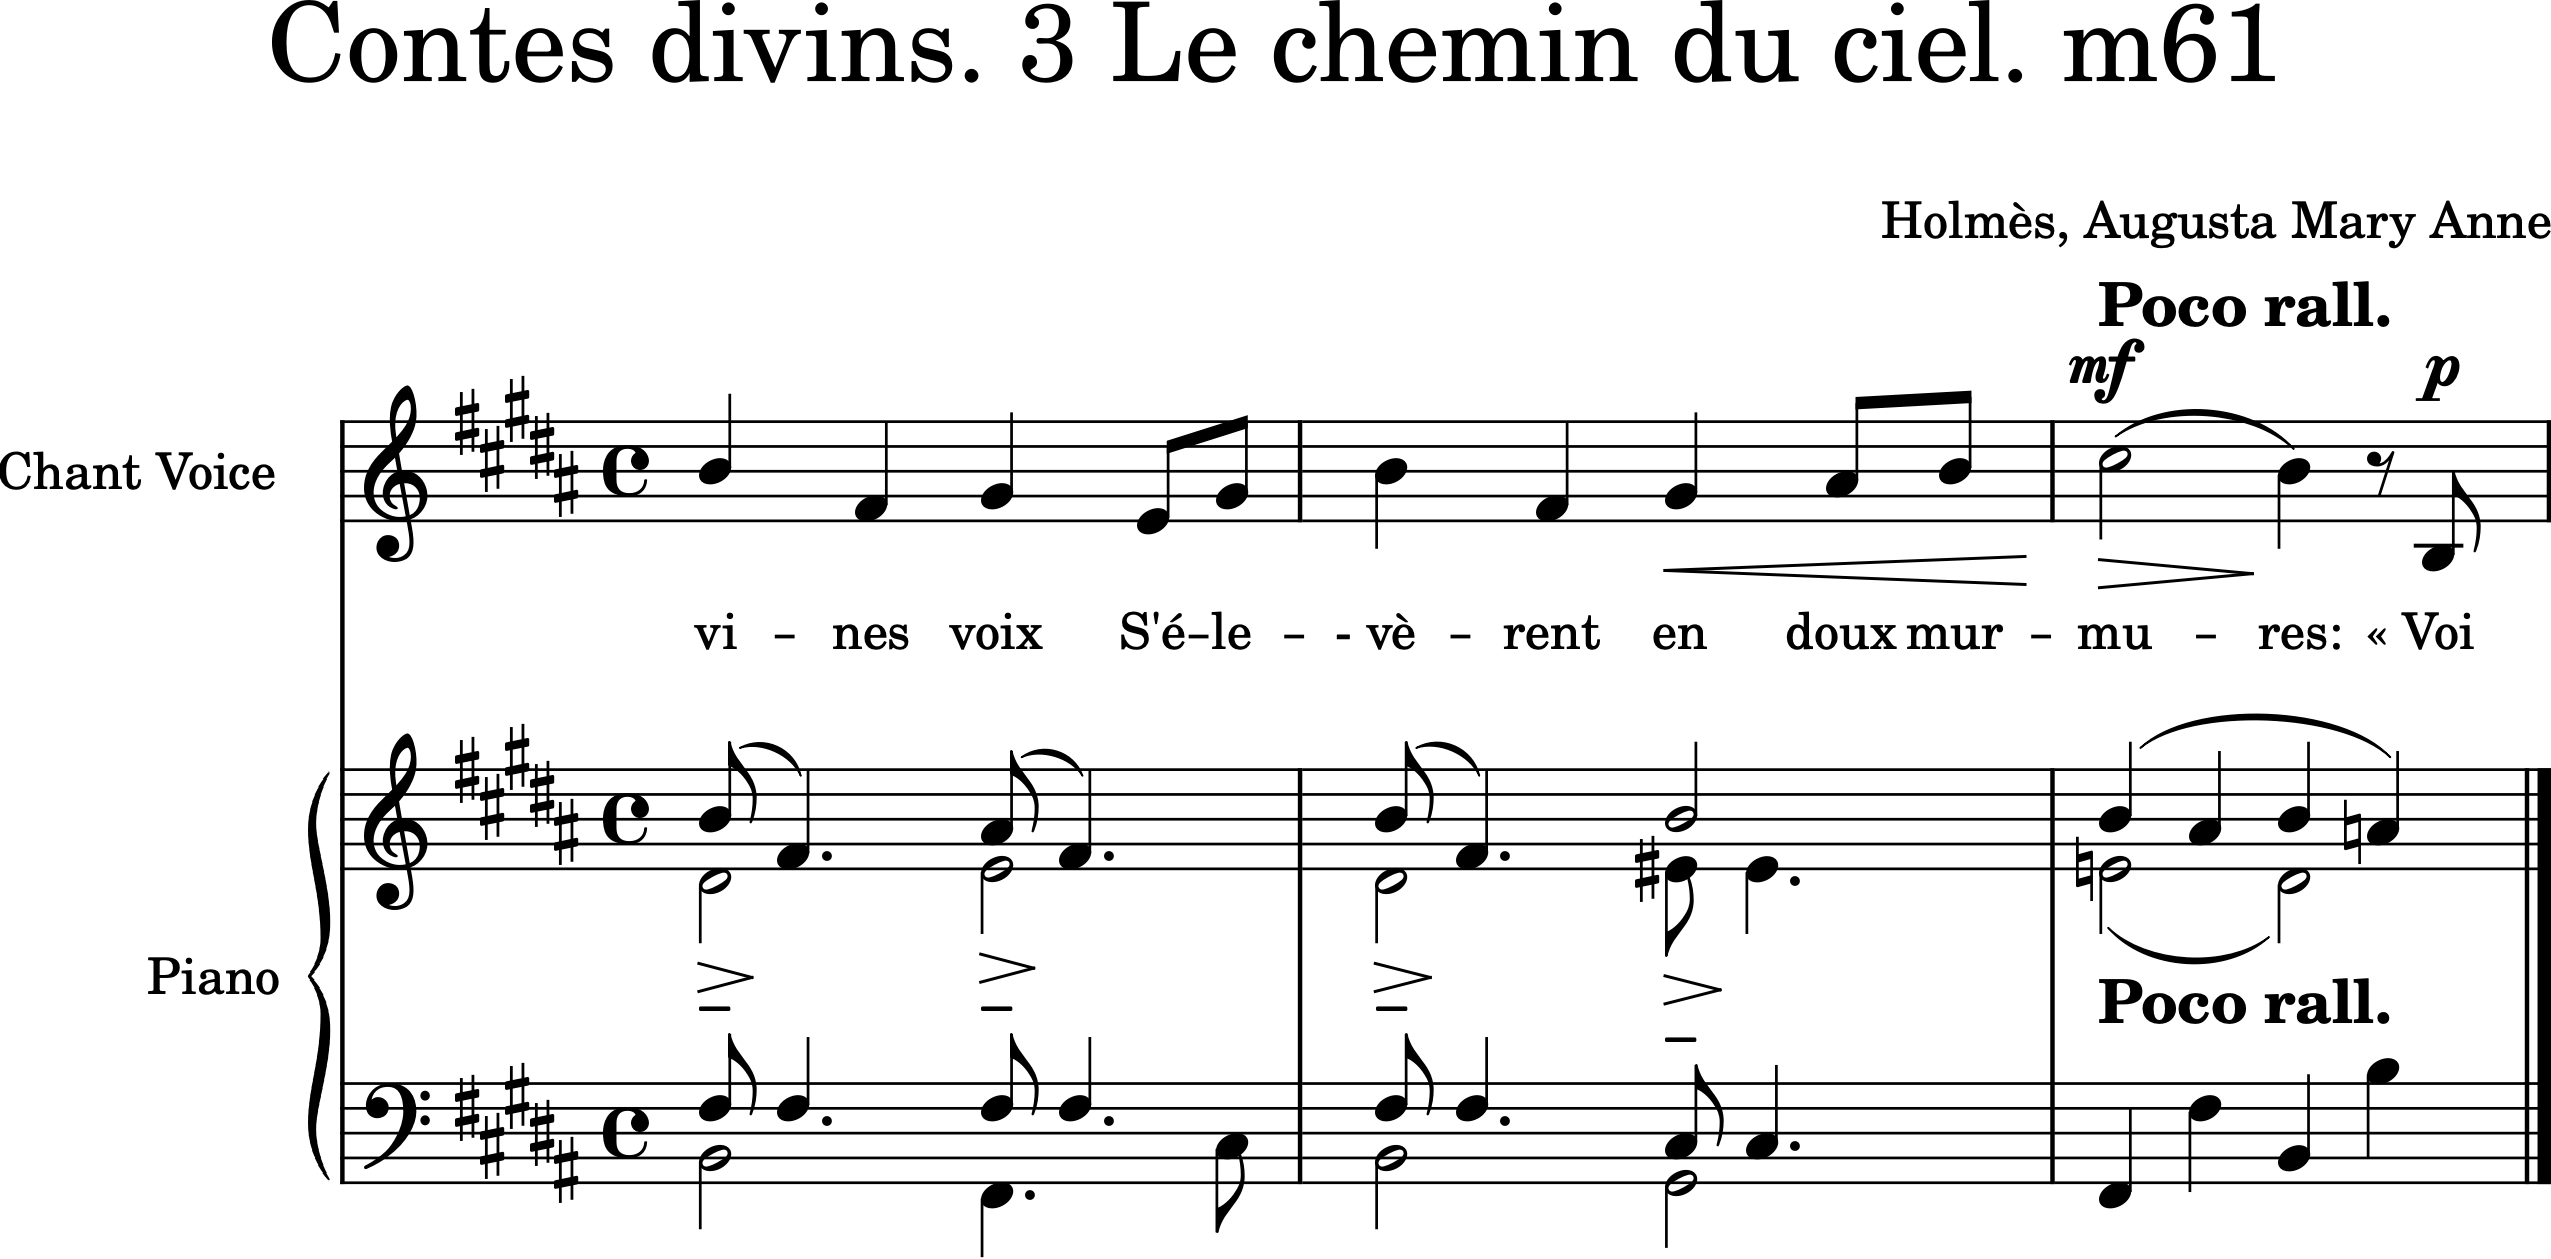 Contes divins. 3 Le chemin du ciel. m61
Holmès, Augusta Mary Anne
Poco rall.
mf p
Chant Voice
vi – nes voix S'é–le – - vè – rent en doux mur – mu – res: « Voi
Piano
Poco rall.